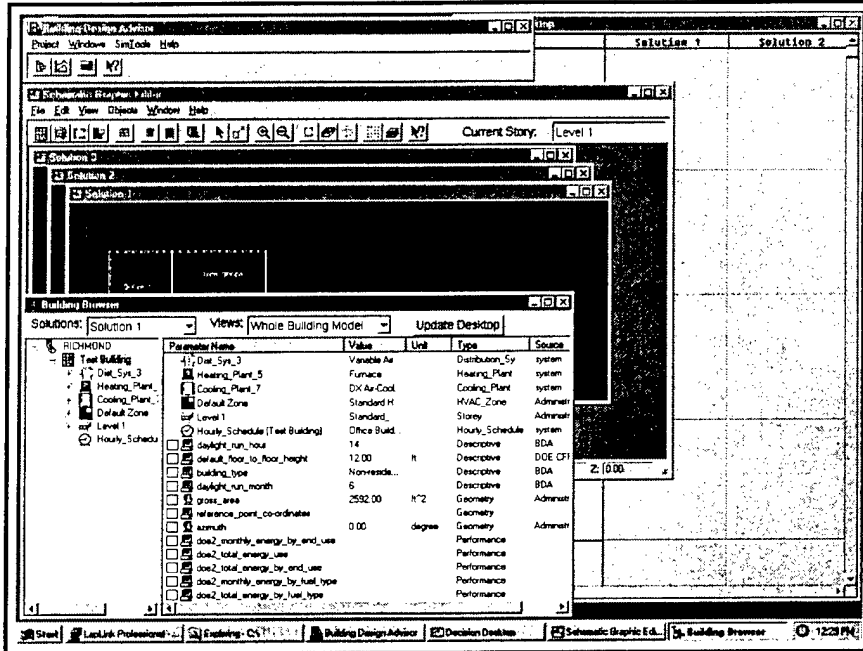 Building Design Advisor
Project Windows SimTools Help
Solution 1 Solution 2
Schematic Graphic Editor
File Edit View Objects Window Help
Current Story: Level 1
Solution 3
Solution 2
Solution 1
Building Browser
Solutions: Solution 1 Views: Whole Building Model Update Desktop
RICHMOND
Test Building
Dist_Sys_3
Heating_Plant_
Cooling_Plant_
Default Zone
Level 1
Hourly_Schedu
Parameter Name Value Unit Type Source
Dist_Sys_3 Variable Air Distribution_Sy system
Heating_Plant_5 Furnace Heating_Plant system
Cooling_Plant_7 DX Air-Cool. Cooling_Plant system
Default Zone Standard H HVAC_Zone Administr
Level 1 Standard_ Storey Administr
Hourly_Schedule (Test Building) Office Build. Hourly_Schedule system
daylight_run_hour 14 Descriptive BDA
default_floor_to_floor_height 12.00 ft Descriptive DOE CFI
building_type Non-reside... Descriptive BDA
daylight_run_month 6 Descriptive BDA
gross_area 2592.00 ft^2 Geometry Administr
reference_point_co-ordinates Geometry
azimuth 0.00 degree Geometry Administr
doe2_monthly_energy_by_end_use Performance
doe2_total_energy_use Performance
doe2_total_energy_by_end_use Performance
doe2_monthly_energy_by_fuel_type Performance
doe2_total_energy_by_fuel_type Performance
Z: 0.00
Start LapLink Professional Exploring - Building Design Advisor Decision Desktop Schematic Graphic Edi... Building Browser 12:29 PM